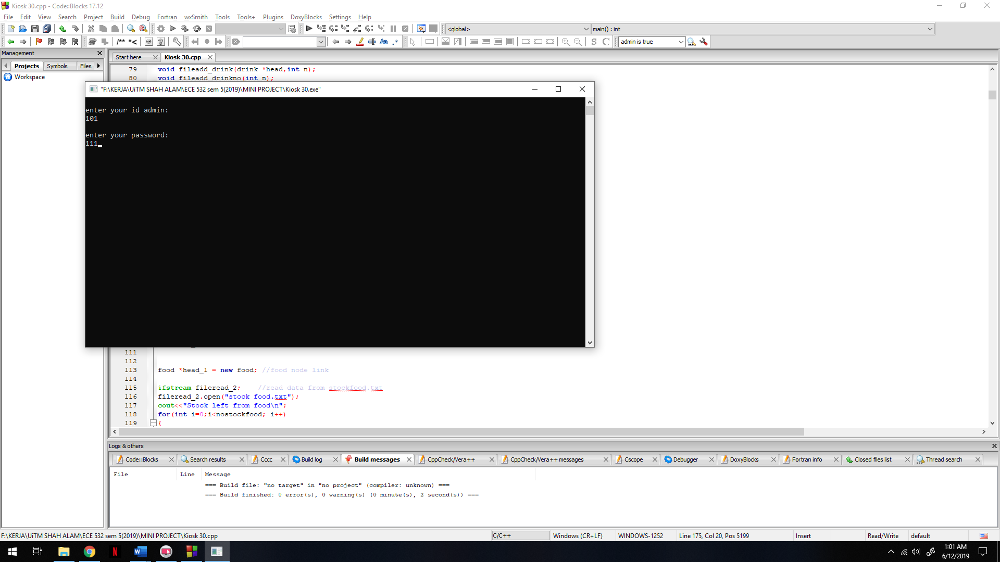 Kiosk 30.cpp - Code::Blocks 17.12
File Edit View Search Project Build Debug Fortran wxSmith Tools Tools+ Plugins DoxyBlocks Settings Help
<global> main() : int
/** *< Aa .* S C admin is true
Management
Projects Symbols Files
Workspace
Start here Kiosk 30.cpp
79 void fileadd_drink(drink *head,int n);
80 void fileadd_drinkno(int n);
"F:\KERJA\UiTM SHAH ALAM\ECE 532 sem 5(2019)\MINI PROJECT\Kiosk 30.exe"
enter your id admin:
101
enter your password:
111
111
112
113 food *head_1 = new food; //food node link
114
115 ifstream fileread_2; //read data from stockfood.txt
116 fileread_2.open("stock food.txt");
117 cout<<"Stock left from food\n";
118 for(int i=0;i<nostockfood; i++)
119 {
Logs & others
Code::Blocks Search results Cccc Build log Build messages CppCheck/Vera++ CppCheck/Vera++ messages Cscope Debugger DoxyBlocks Fortran info Closed files list Thread search
File Line Message
=== Build file: "no target" in "no project" (compiler: unknown) ===
=== Build finished: 0 error(s), 0 warning(s) (0 minute(s), 2 second(s)) ===
F:\KERJA\UiTM SHAH ALAM\ECE 532 sem 5(2019)\MINI PROJECT\Kiosk 30.cpp C/C++ Windows (CR+LF) WINDOWS-1252 Line 175, Col 20, Pos 5199 Insert Read/Write default
1:01 AM
6/12/2019